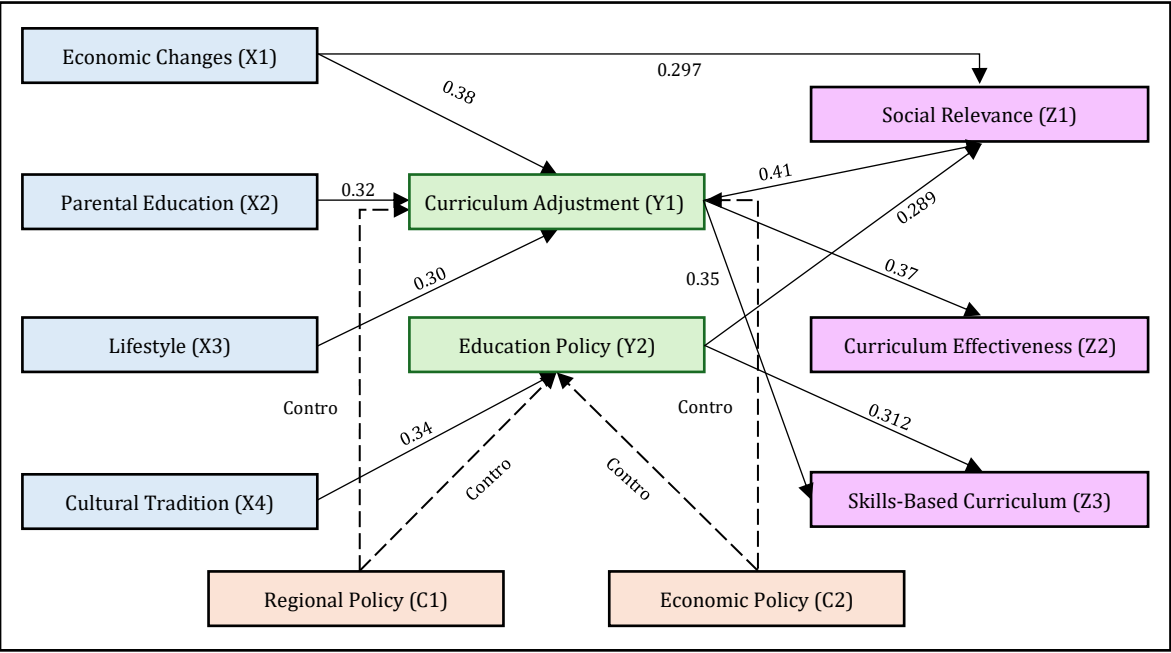 Economic Changes (X1)
0.297
0.38
Social Relevance (Z1)
Parental Education (X2)
0.32
Curriculum Adjustment (Y1)
0.41
0.289
0.30
0.35
0.37
Lifestyle (X3)
Education Policy (Y2)
Curriculum Effectiveness (Z2)
Contro
0.34
Contro
Contro
Contro
0.312
Cultural Tradition (X4)
Skills-Based Curriculum (Z3)
Regional Policy (C1)
Economic Policy (C2)